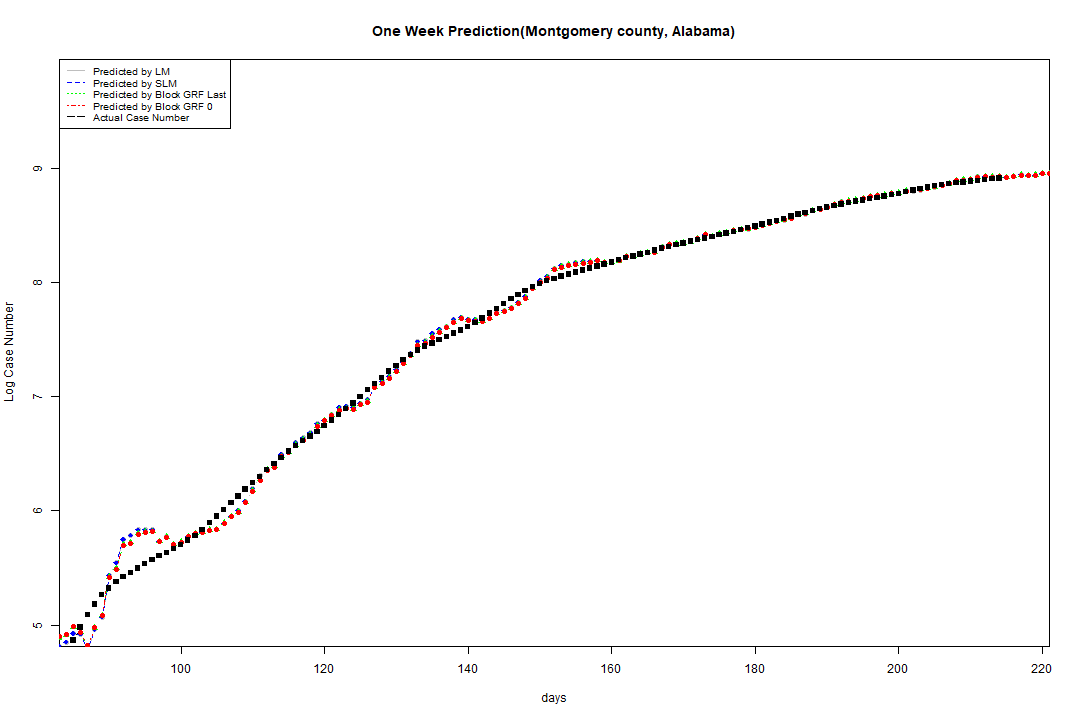 One Week Prediction(Montgomery county, Alabama)
Predicted by LM
Predicted by SLM
Predicted by Block GRF Last
Predicted by Block GRF 0
Actual Case Number
9
8
7
6
5
Log Case Number
100 120 140 160 180 200 220
days